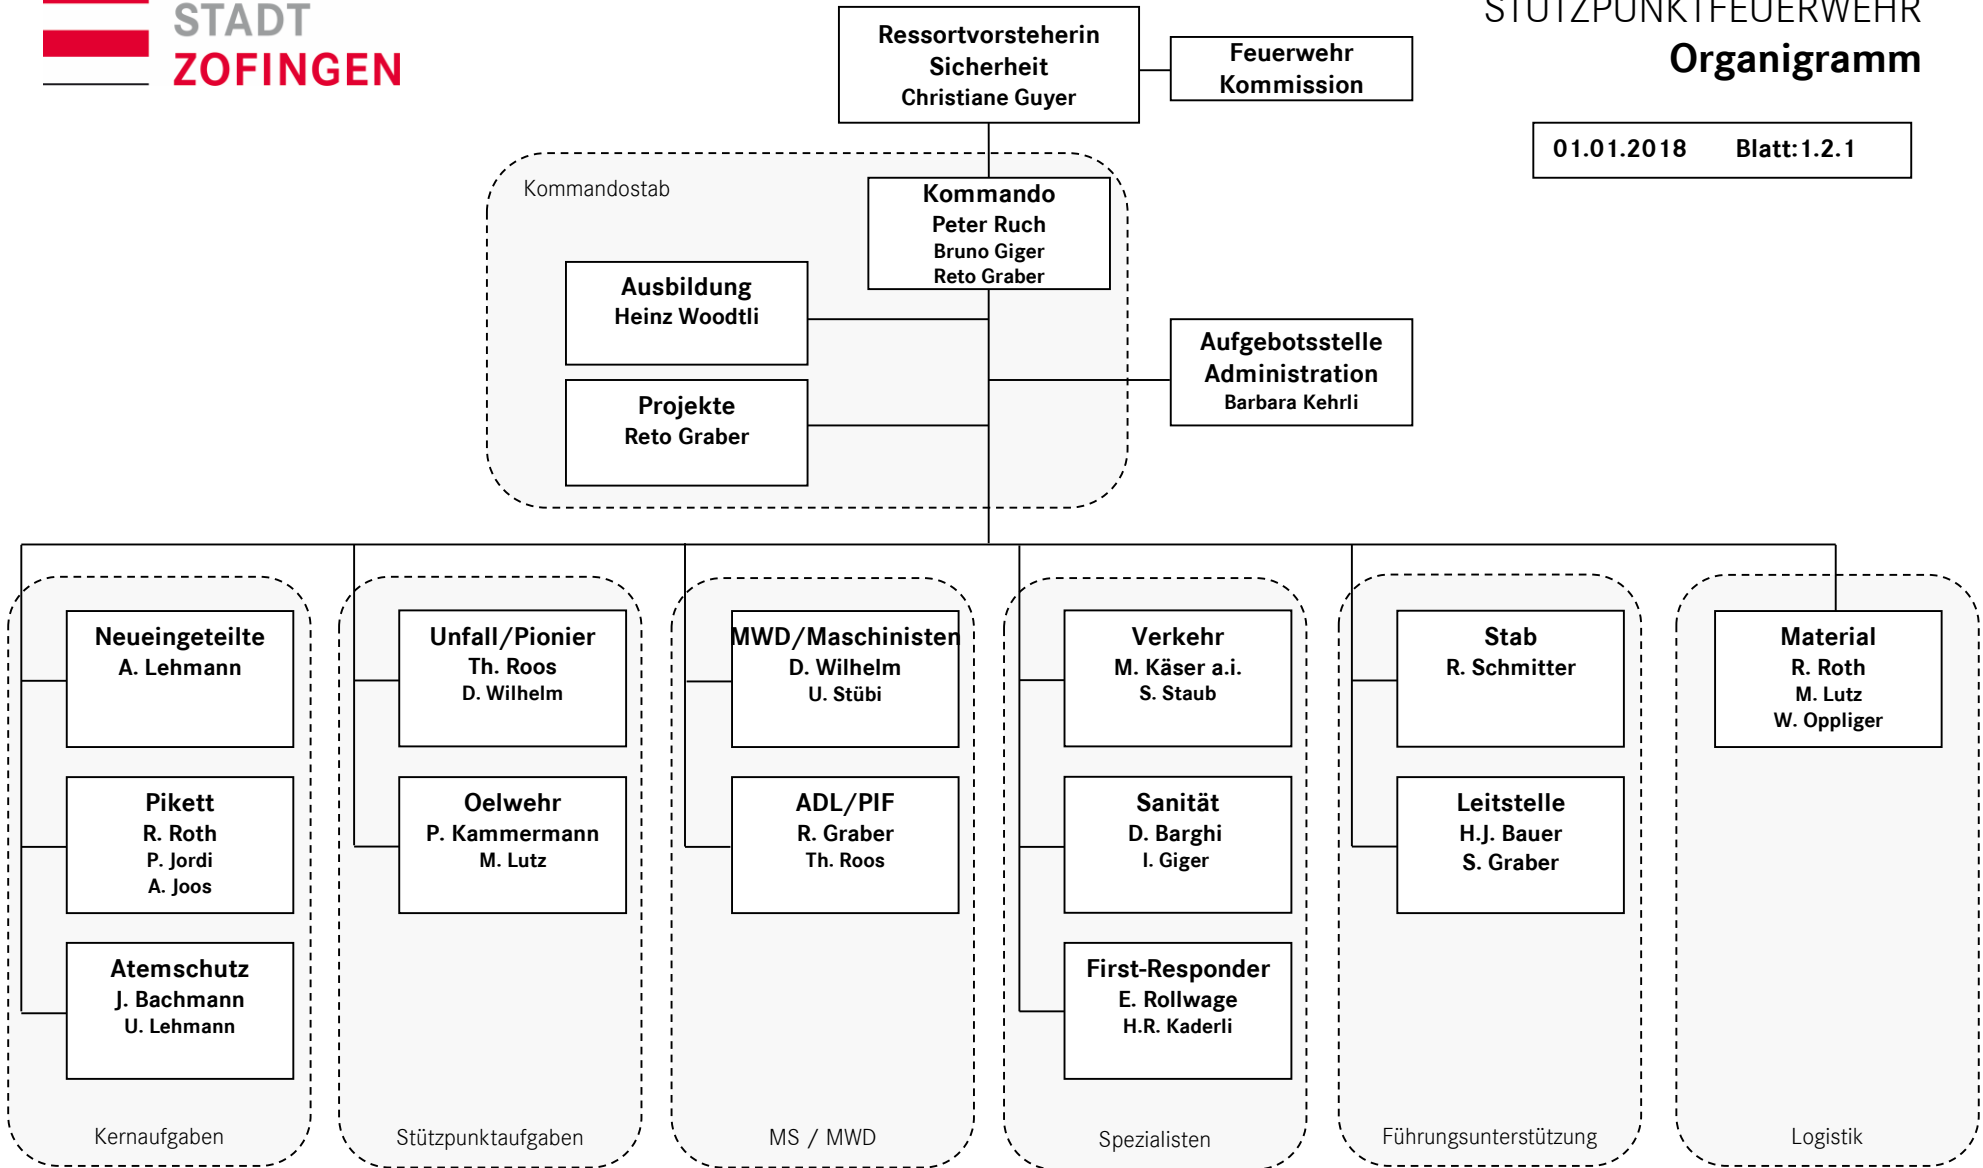 STADT
ZOFINGEN
STÜTZPUNKTFEUERWEHR
Organigramm
01.01.2018 Blatt:1.2.1
Ressortvorsteherin
Sicherheit
Christiane Guyer
Feuerwehr
Kommission
Kommandostab
Kommando
Peter Ruch
Bruno Giger
Reto Graber
Ausbildung
Heinz Woodtli
Projekte
Reto Graber
Aufgebotsstelle
Administration
Barbara Kehrli
Neueingeteilte
A. Lehmann
Pikett
R. Roth
P. Jordi
A. Joos
Atemschutz
J. Bachmann
U. Lehmann
Kernaufgaben
Unfall/Pionier
Th. Roos
D. Wilhelm
Oelwehr
P. Kammermann
M. Lutz
Stützpunktaufgaben
MWD/Maschinisten
D. Wilhelm
U. Stübi
ADL/PIF
R. Graber
Th. Roos
MS / MWD
Verkehr
M. Käser a.i.
S. Staub
Sanität
D. Barghi
I. Giger
First-Responder
E. Rollwage
H.R. Kaderli
Spezialisten
Stab
R. Schmitter
Leitstelle
H.J. Bauer
S. Graber
Führungsunterstützung
Material
R. Roth
M. Lutz
W. Oppliger
Logistik